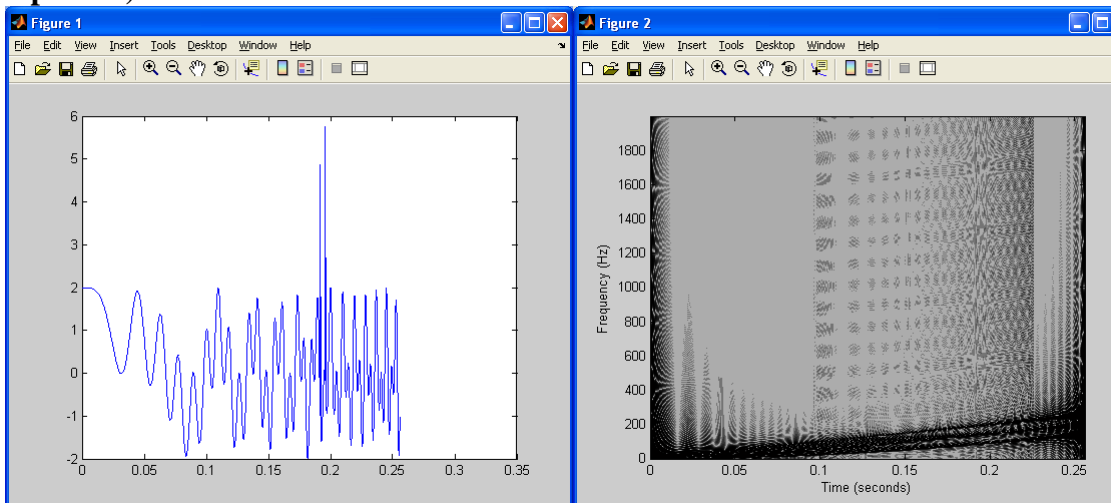 Figure 1
File Edit View Insert Tools Desktop Window Help
6
5
4
3
2
1
0
-1
-2
0 0.05 0.1 0.15 0.2 0.25 0.3 0.35
Figure 2
File Edit View Insert Tools Desktop Window Help
1800
1600
1400
1200
1000
800
600
400
200
0
Frequency (Hz)
0 0.05 0.1 0.15 0.2 0.25
Time (seconds)